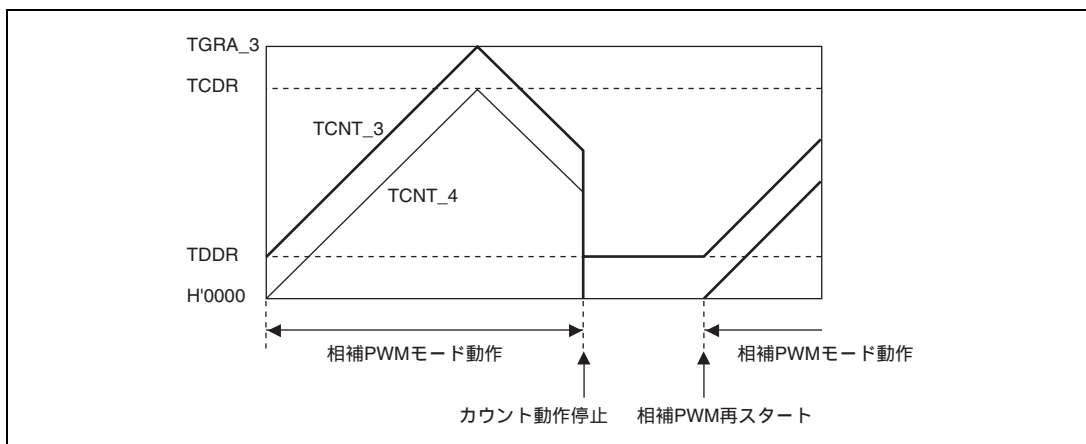 TGRA_3
TCDR
TCNT_3
TCNT_4
TDDR
H'0000
相補PWMモード動作
相補PWMモード動作
カウント動作停止
相補PWM再スタート